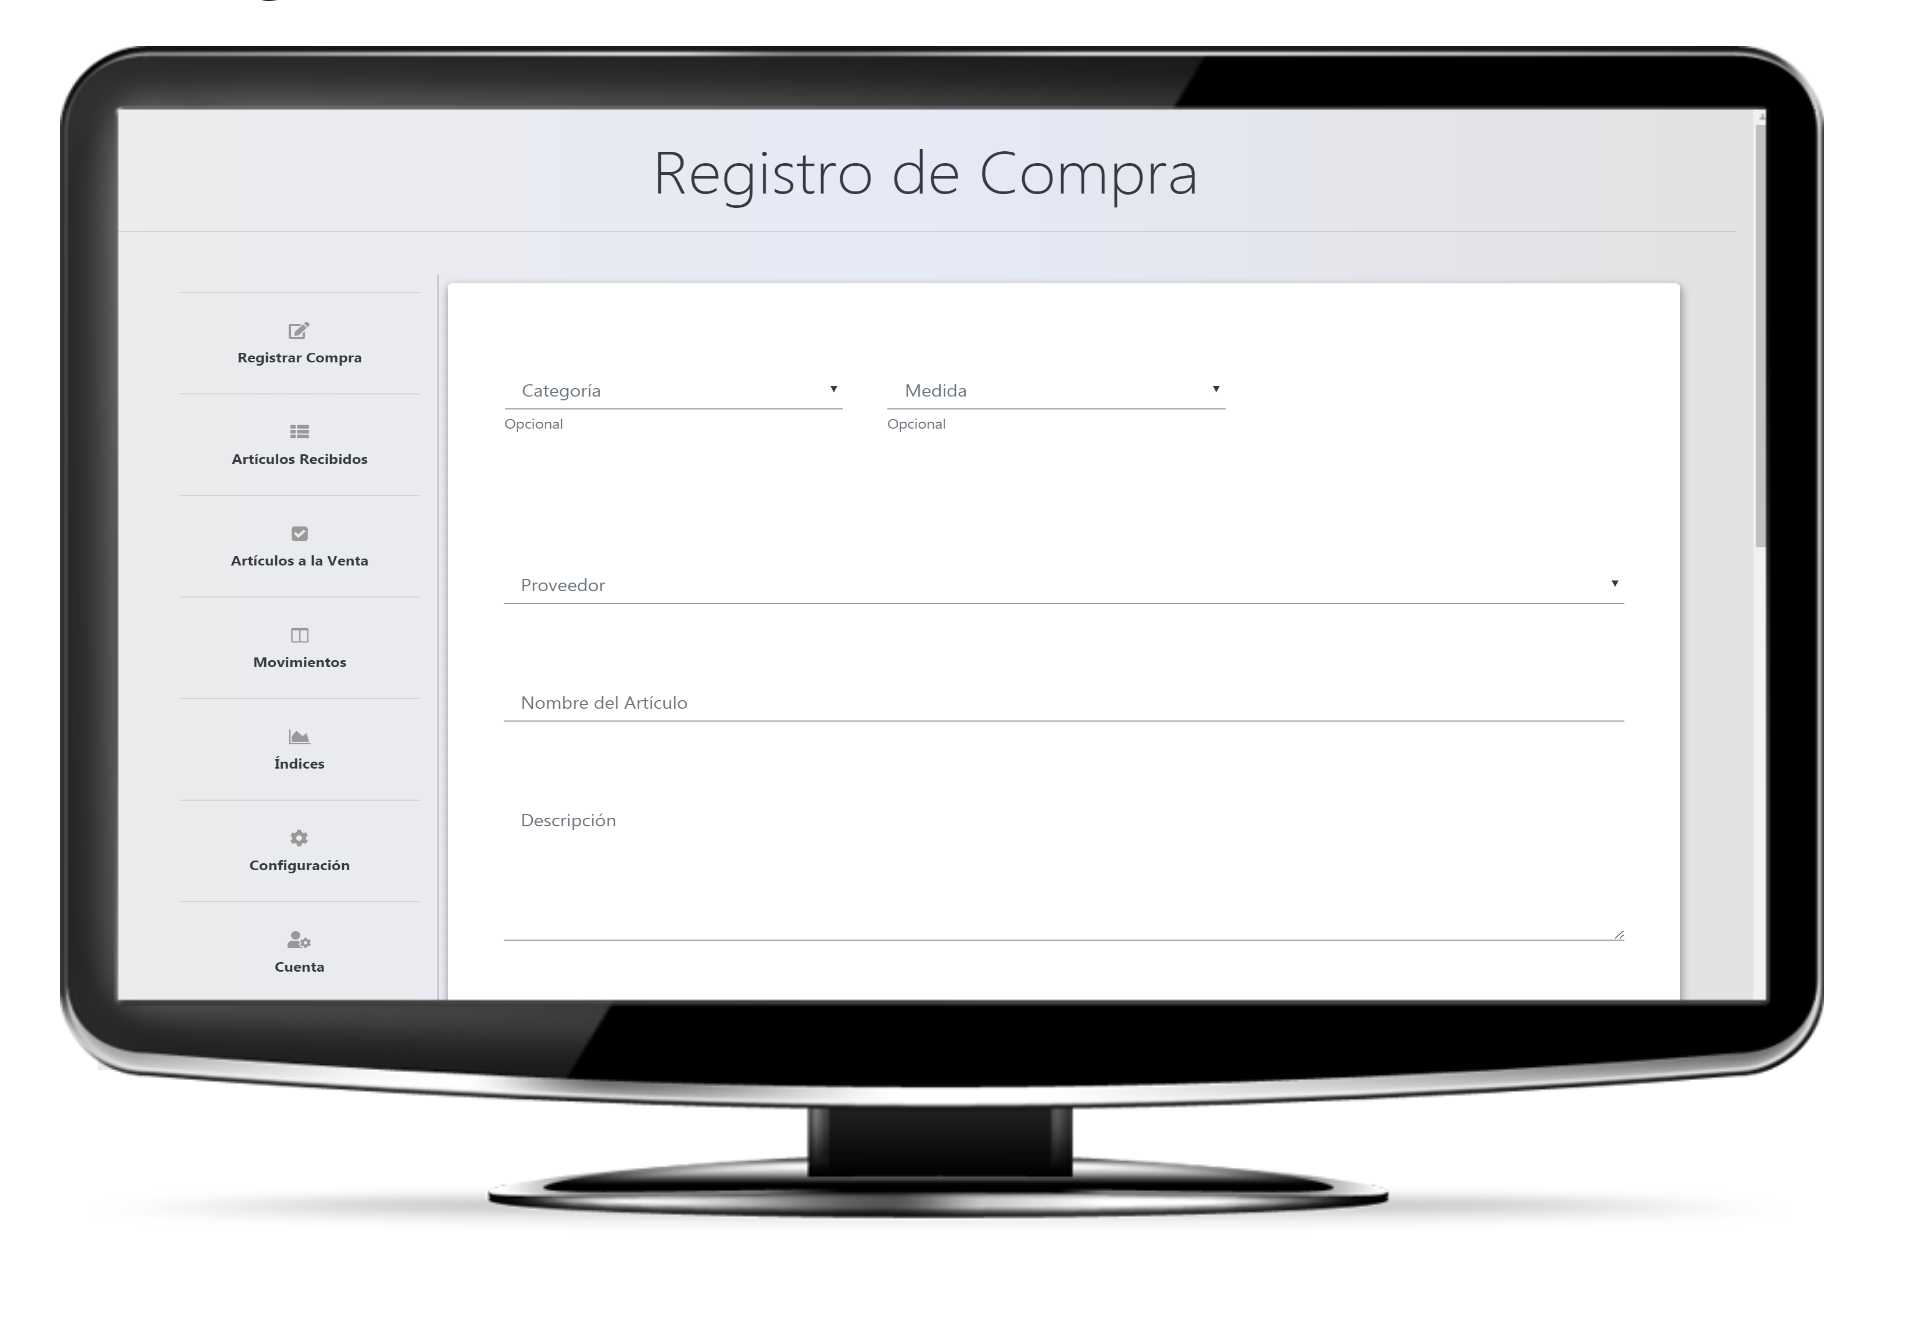 Registro de Compra
Registrar Compra
Artículos Recibidos
Artículos a la Venta
Movimientos
Índices
Configuración
Cuenta
Categoría
Medida
Opcional
Opcional
Proveedor
Nombre del Artículo
Descripción